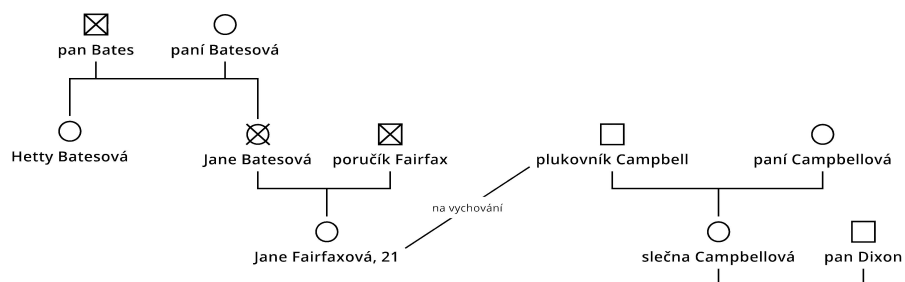 pan Bates
paní Batesová
Hetty Batesová
Jane Batesová
poručík Fairfax
plukovník Campbell
paní Campbellová
na vychování
Jane Fairfaxová, 21
slečna Campbellová
pan Dixon